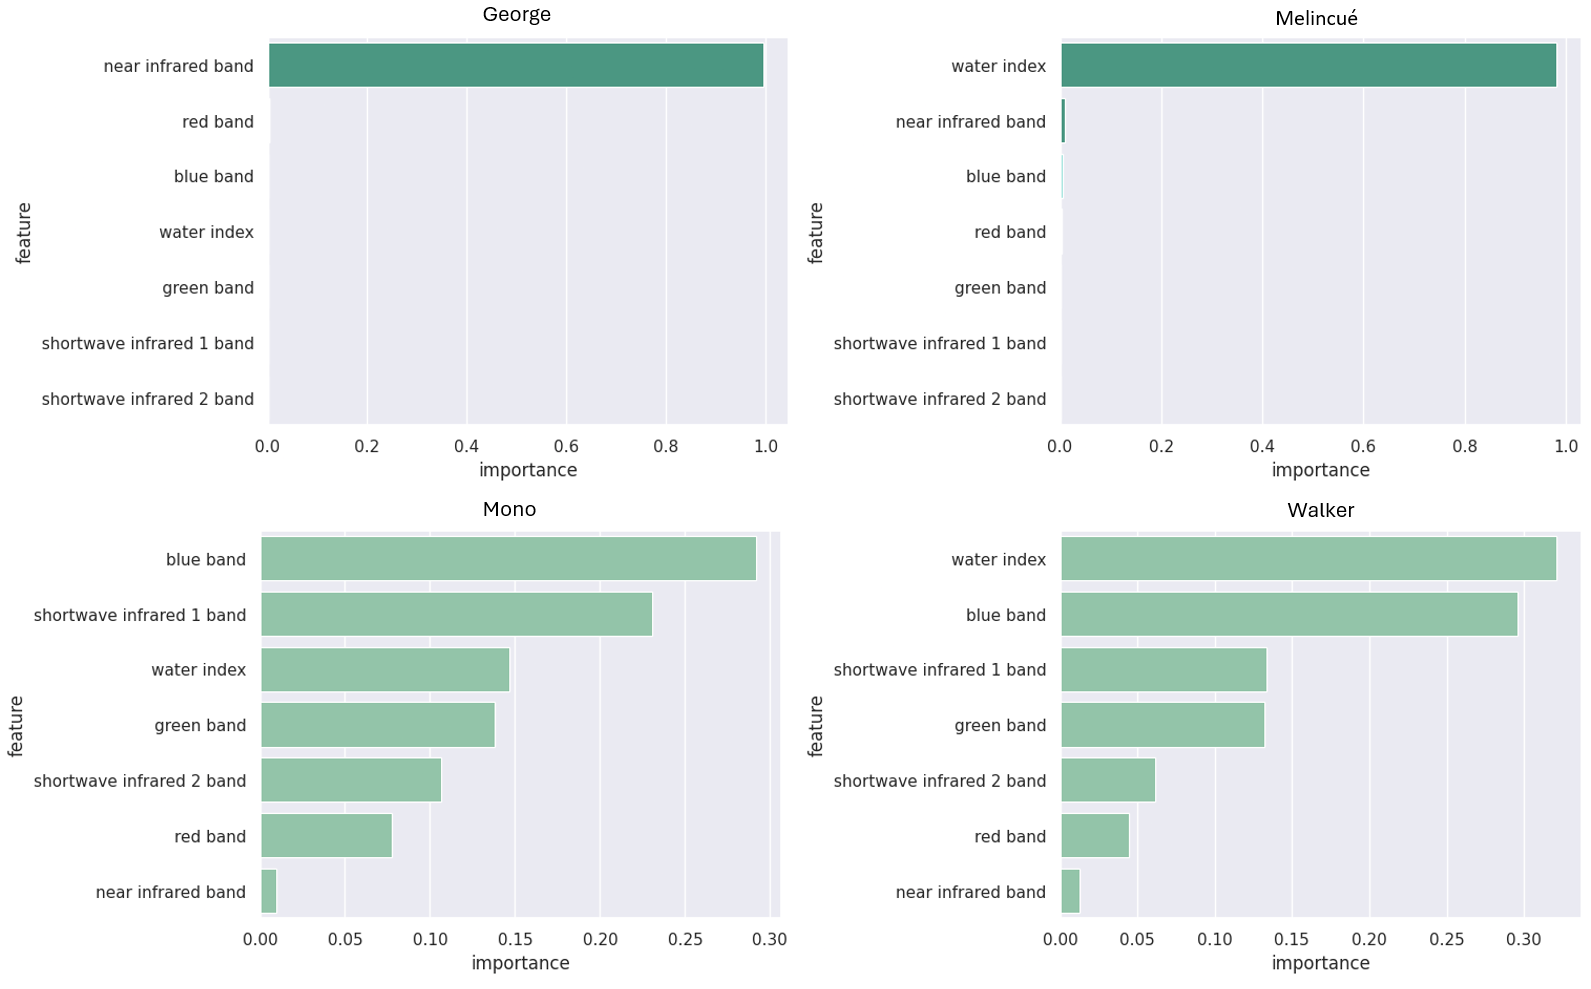 George
near infrared band
red band
blue band
water index
green band
shortwave infrared 1 band
shortwave infrared 2 band
feature
0.0 0.2 0.4 0.6 0.8 1.0
importance
Melincué
water index
near infrared band
blue band
red band
green band
shortwave infrared 1 band
shortwave infrared 2 band
feature
0.0 0.2 0.4 0.6 0.8 1.0
importance
Mono
blue band
shortwave infrared 1 band
water index
green band
shortwave infrared 2 band
red band
near infrared band
feature
0.00 0.05 0.10 0.15 0.20 0.25 0.30
importance
Walker
water index
blue band
shortwave infrared 1 band
green band
shortwave infrared 2 band
red band
near infrared band
feature
0.00 0.05 0.10 0.15 0.20 0.25 0.30
importance